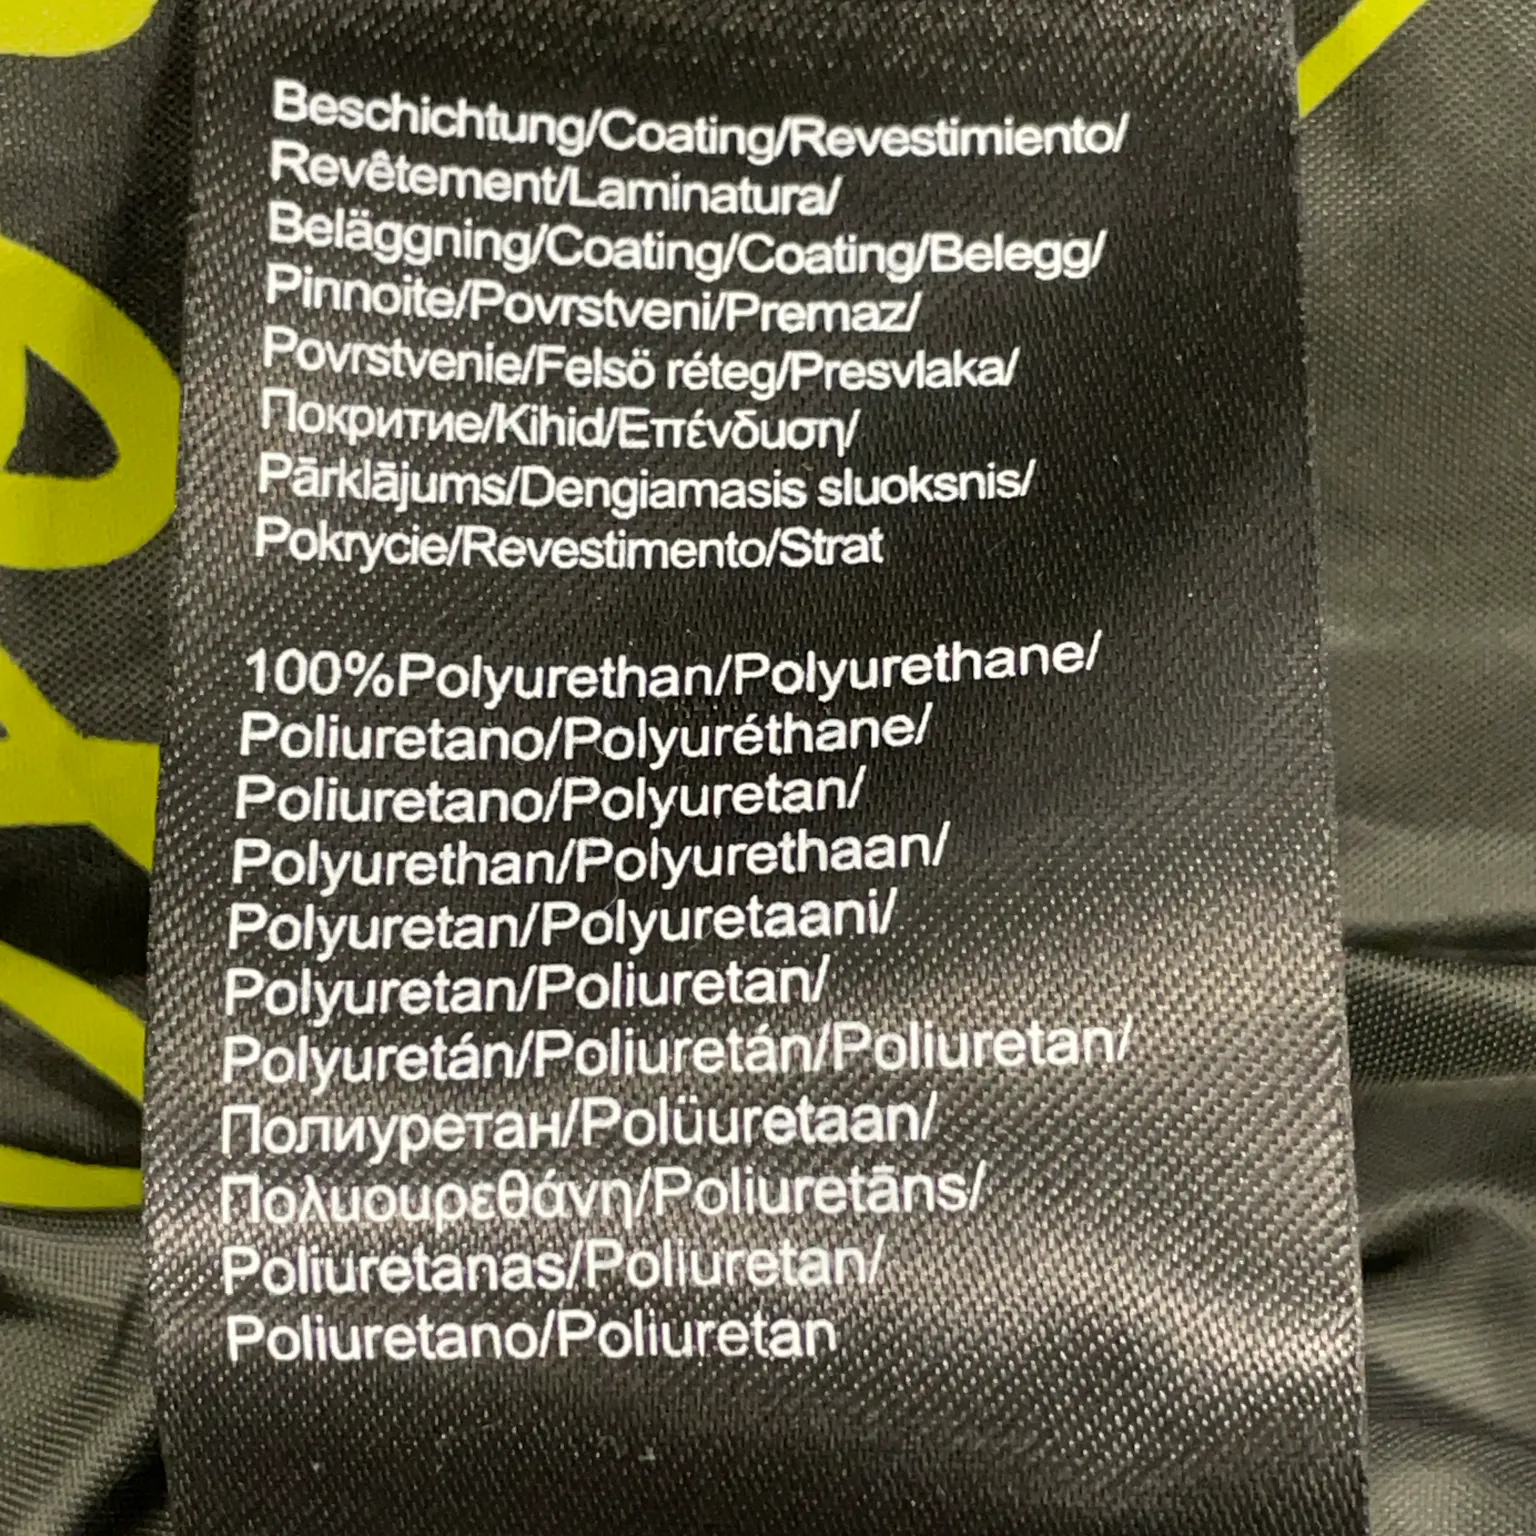 Beschichtung/Coating/Revestimiento/
Revêtement/Laminatura/
Beläggning/Coating/Coating/Belegg/
Pinnoite/Povrstveni/Premaz/
Povrstvenie/Felsö réteg/Presvlaka/
Покритие/Kihid/Επένδυση/
Pārklājums/Dengiamasis sluoksnis/
Pokrycie/Revestimento/Strat
100%Polyurethan/Polyurethane/
Poliuretano/Polyuréthane/
Poliuretano/Polyuretan/
Polyurethan/Polyurethaan/
Polyuretan/Polyuretaani/
Polyuretan/Poliuretan/
Polyuretán/Poliuretán/Poliuretan/
Полиуретан/Polüuretaan/
Πολυουρεθάνη/Poliuretāns/
Poliuretanas/Poliuretan/
Poliuretano/Poliuretan